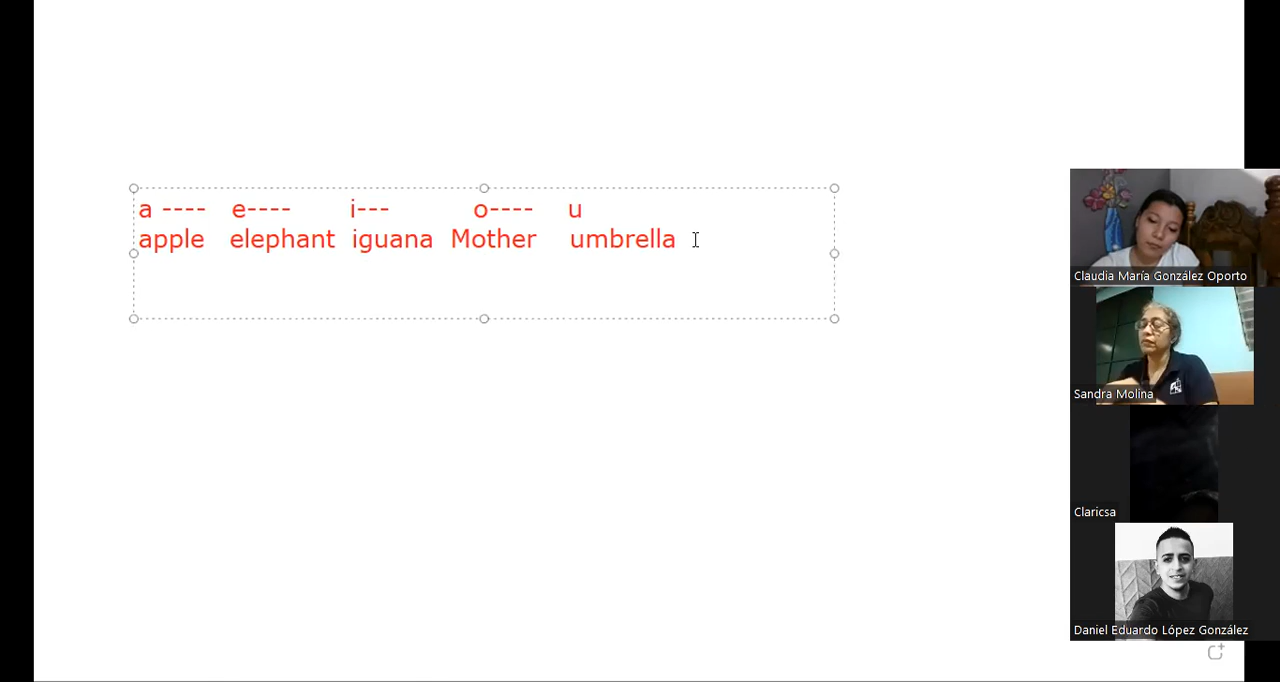 a ---- e---- i--- o---- u
apple elephant iguana Mother umbrella
Claudia María González Oporto
Sandra Molina
Claricsa
Daniel Eduardo López González